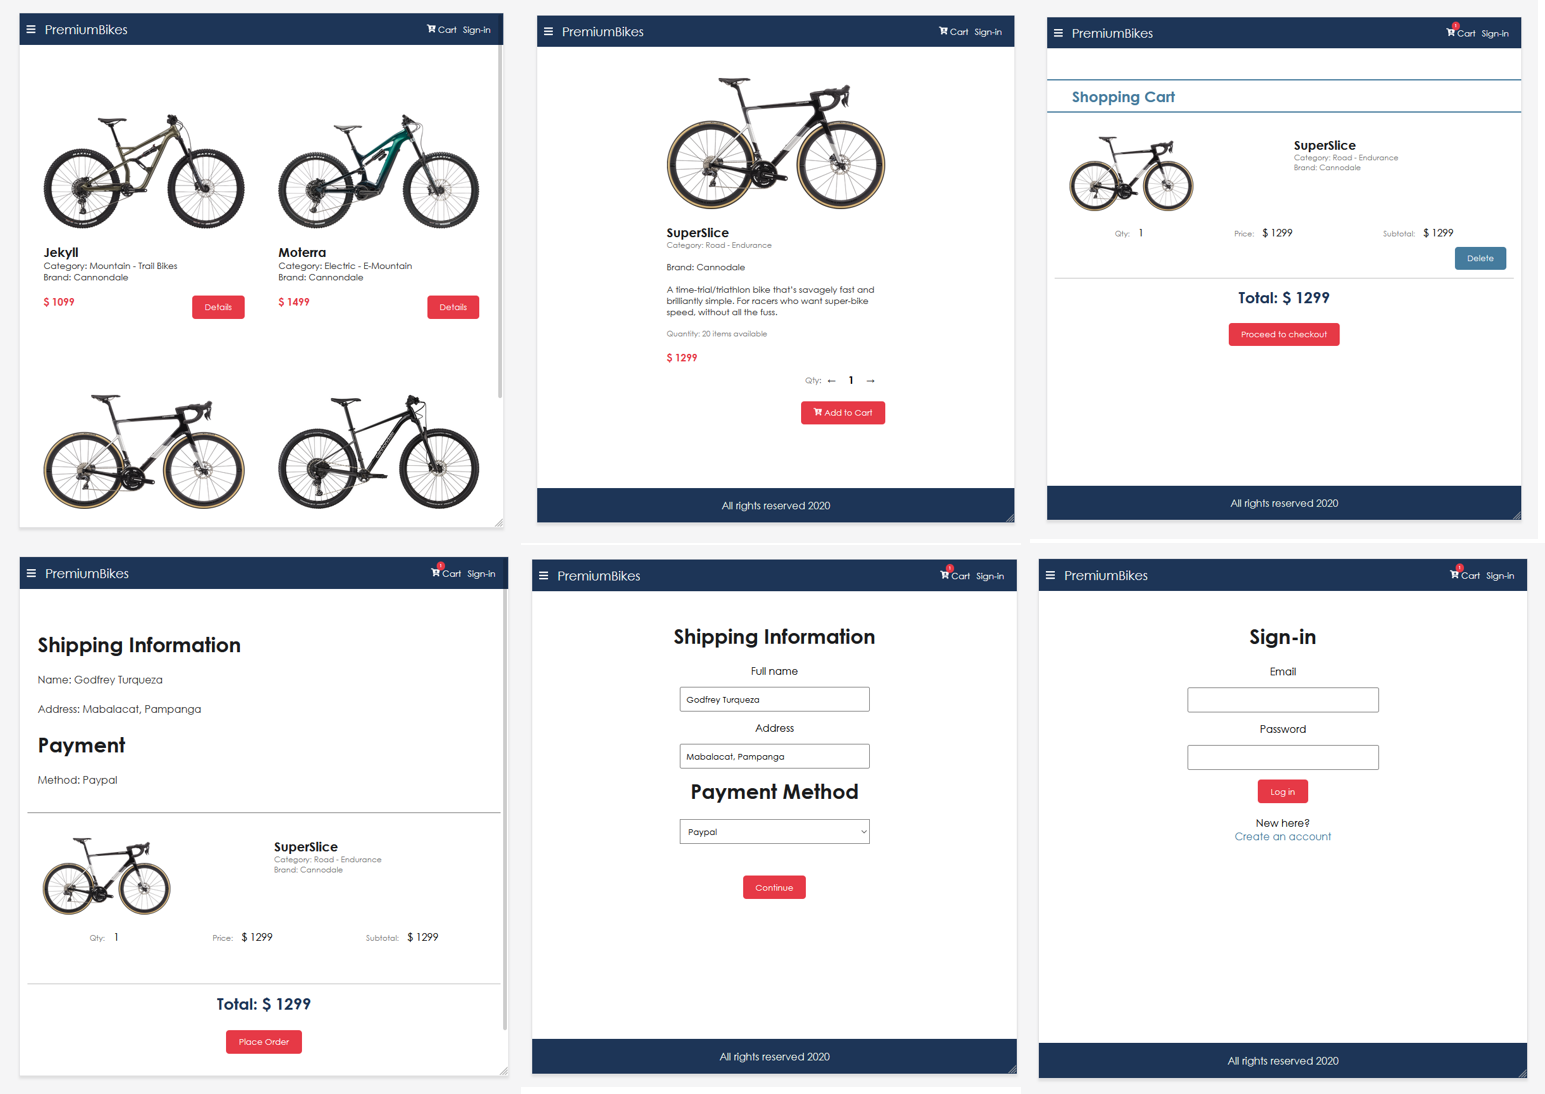 PremiumBikes
Cart Sign-in
Jekyll
Category: Mountain - Trail Bikes
Brand: Cannondale
$ 1099
Details
Moterra
Category: Electric - E-Mountain
Brand: Cannondale
$ 1499
Details
PremiumBikes
Cart Sign-in
SuperSlice
Category: Road - Endurance
Brand: Cannodale
A time-trial/triathlon bike that's savagely fast and
brilliantly simple. For racers who want super-bike
speed, without all the fuss.
Quantity: 20 items available
$ 1299
Qty: ← 1 →
Add to Cart
All rights reserved 2020
PremiumBikes
1
Cart Sign-in
Shopping Cart
SuperSlice
Category: Road - Endurance
Brand: Cannodale
Qty: 1 Price: $ 1299 Subtotal: $ 1299
Delete
Total: $ 1299
Proceed to checkout
All rights reserved 2020
PremiumBikes
1
Cart Sign-in
Shipping Information
Name: Godfrey Turqueza
Address: Mabalacat, Pampanga
Payment
Method: Paypal
SuperSlice
Category: Road - Endurance
Brand: Cannodale
Qty: 1 Price: $ 1299 Subtotal: $ 1299
Total: $ 1299
Place Order
PremiumBikes
1
Cart Sign-in
Shipping Information
Full name
Godfrey Turqueza
Address
Mabalacat, Pampanga
Payment Method
Paypal
Continue
All rights reserved 2020
PremiumBikes
1
Cart Sign-in
Sign-in
Email
Password
Log in
New here?
Create an account
All rights reserved 2020